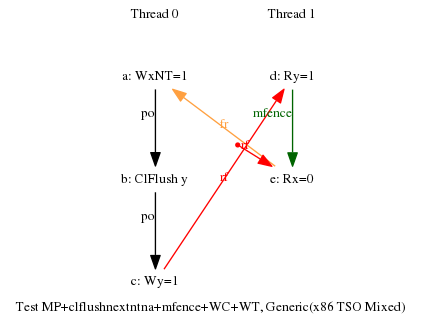 Thread 0 Thread 1
a: WxNT=1 d: Ry=1
po mfence
fr
rf
b: ClFlush y e: Rx=0
rf
po
c: Wy=1
Test MP+clflushnextntna+mfence+WC+WT, Generic(x86 TSO Mixed)